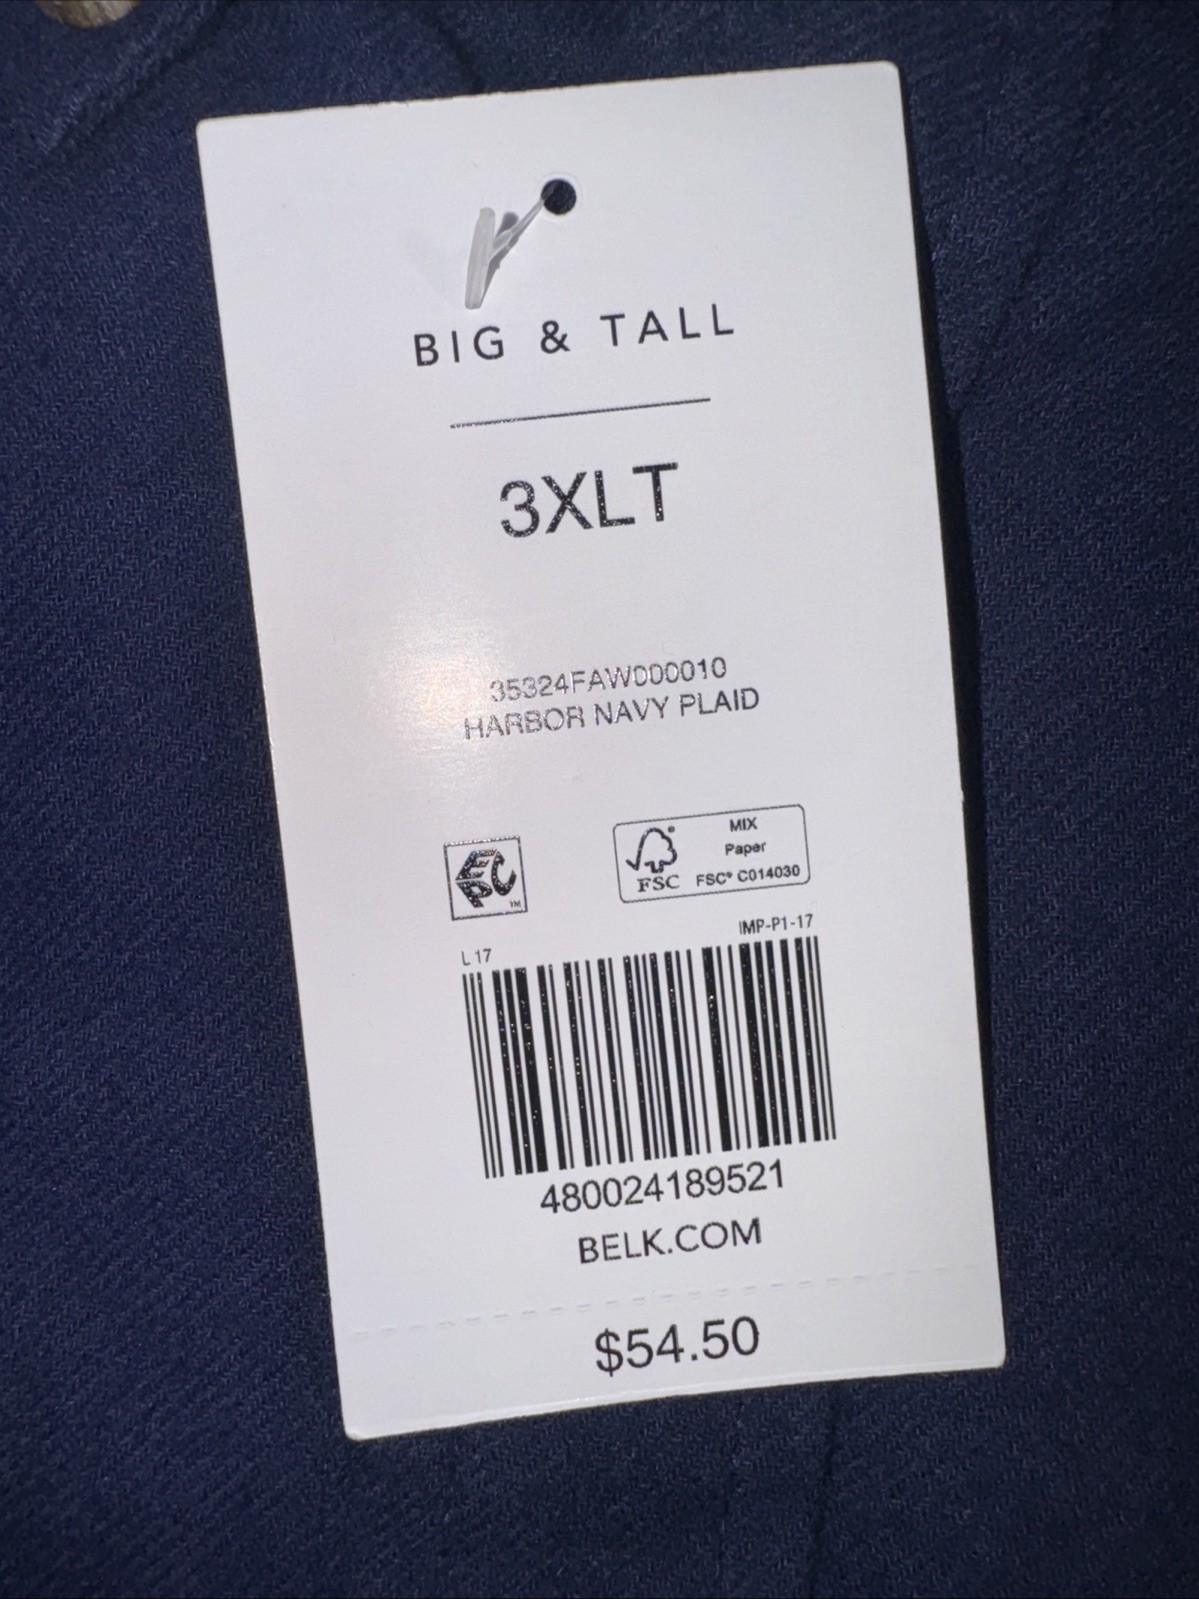 BIG & TALL
3XLT
35324FAW000010
HARBOR NAVY PLAID
EPC™
FSC®
MIX
Paper
FSC® C014030
L 17
IMP-P1-17
480024189521
BELK.COM
$54.50